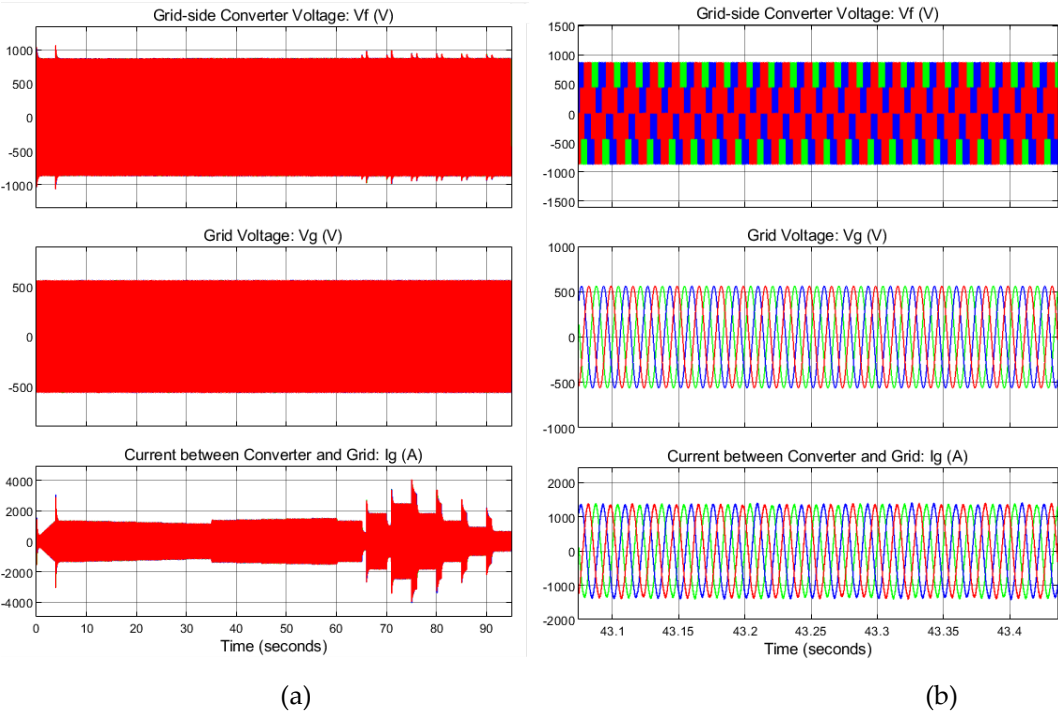 Grid-side Converter Voltage: Vf (V)
1000
500
0
-500
-1000
Grid Voltage: Vg (V)
500
0
-500
Current between Converter and Grid: Ig (A)
4000
2000
0
-2000
-4000
0 10 20 30 40 50 60 70 80 90
Time (seconds)
(a)
Grid-side Converter Voltage: Vf (V)
1500
1000
500
0
-500
-1000
-1500
Grid Voltage: Vg (V)
1000
500
0
-500
-1000
Current between Converter and Grid: Ig (A)
2000
1000
0
-1000
-2000
43.1 43.15 43.2 43.25 43.3 43.35 43.4
Time (seconds)
(b)